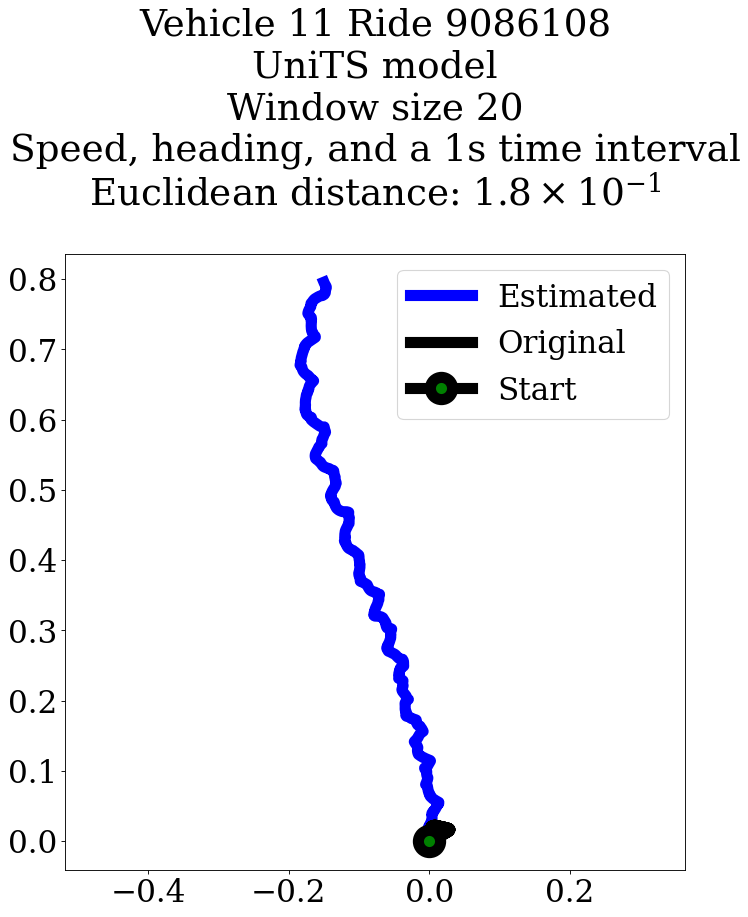 Vehicle 11 Ride 9086108
UniTS model
Window size 20
Speed, heading, and a 1s time interval
Euclidean distance: 1.8 × 10⁻¹
Estimated
Original
Start
0.8
0.7
0.6
0.5
0.4
0.3
0.2
0.1
0.0
−0.4
−0.2
0.0
0.2